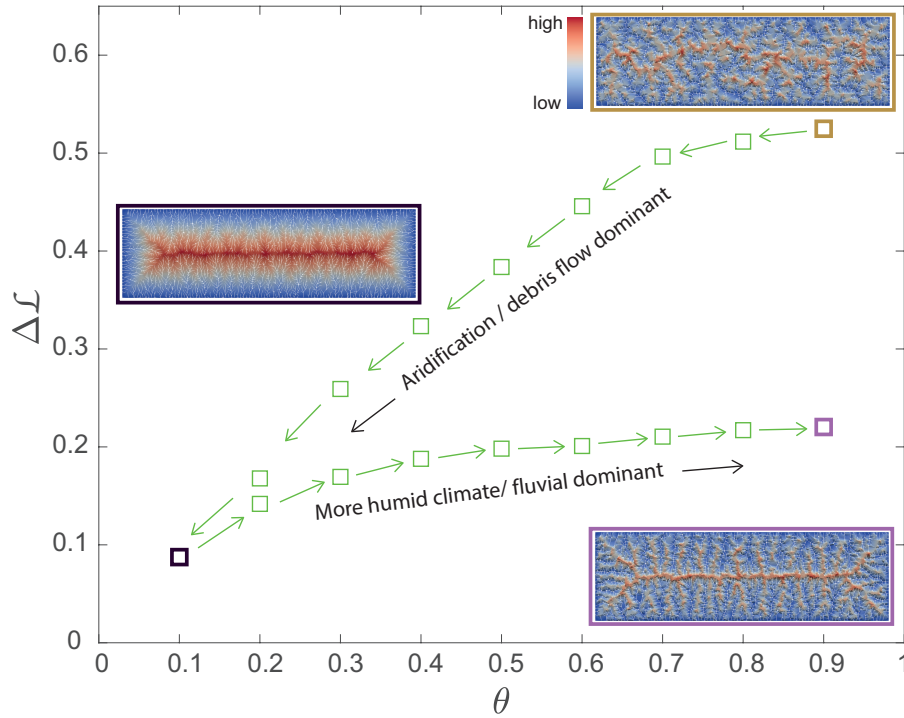 high
low
0.6
0.5
0.4
0.3
0.2
0.1
0
Δℒ
Aridification / debris flow dominant
More humid climate/ fluvial dominant
0 0.1 0.2 0.3 0.4 0.5 0.6 0.7 0.8 0.9 1
θ